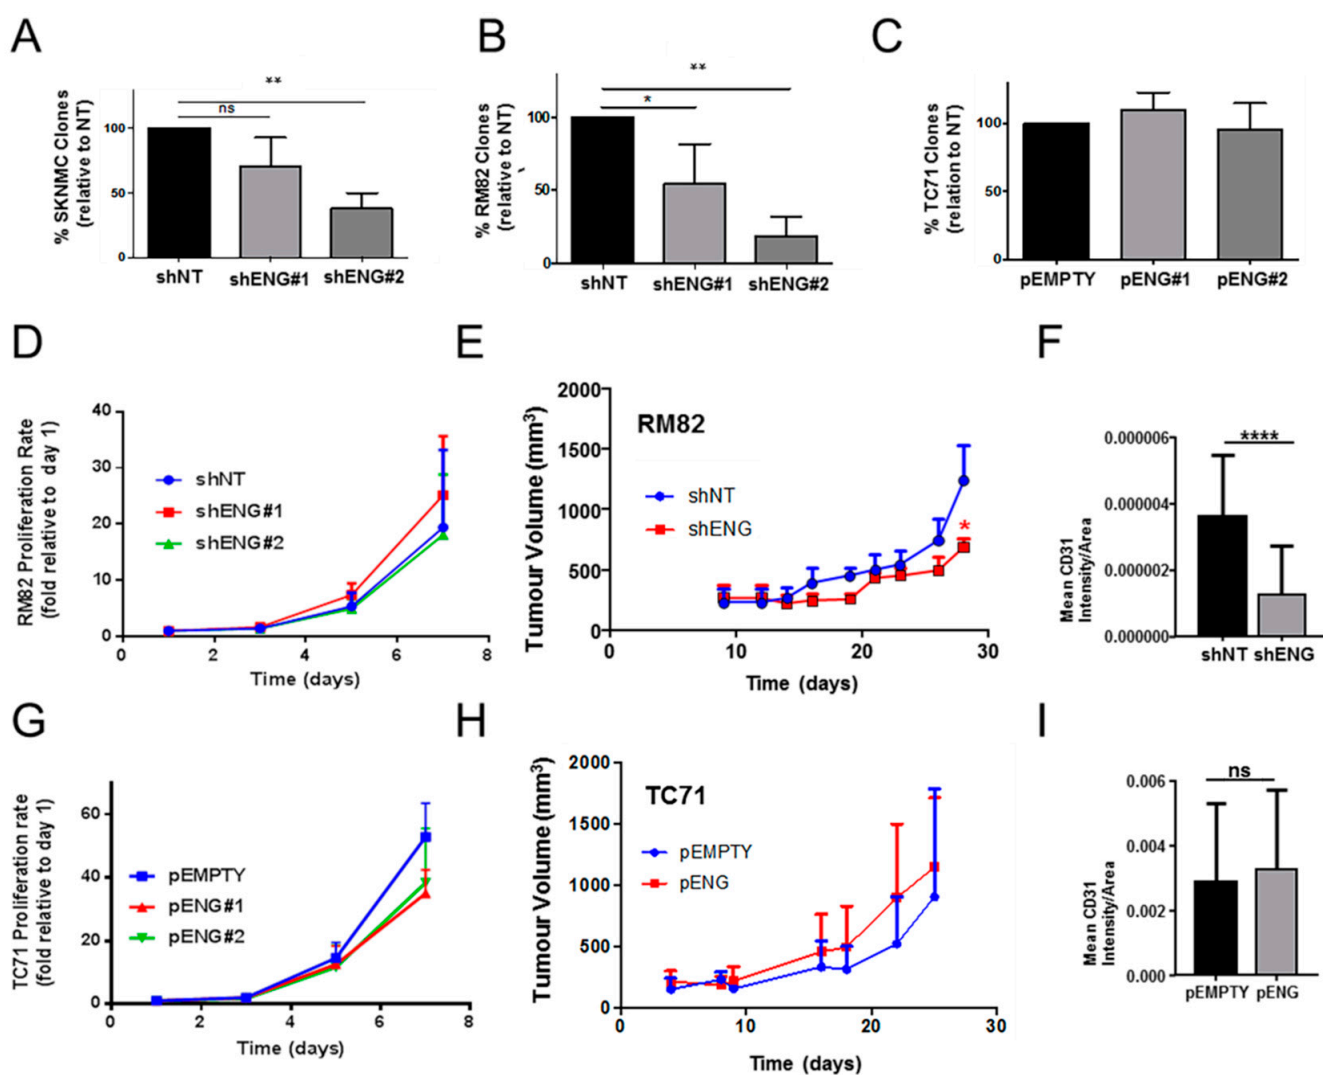 A
% SKNMC Clones
(relative to NT)
100
50
0
**
ns
shNT shENG#1 shENG#2
B
% RM82 Clones
(relative to NT)
100
50
0
**
*
shNT shENG#1 shENG#2
C
% TC71 Clones
(relation to NT)
100
50
0
pEMPTY pENG#1 pENG#2
D
RM82 Proliferation Rate
(fold relative to day 1)
40
30
20
10
0
shNT
shENG#1
shENG#2
0 2 4 6 8
Time (days)
E
Tumour Volume (mm3)
2000
1500
1000
500
0
RM82
shNT
shENG
*
0 10 20 30
Time (days)
F
Mean CD31
Intensity/Area
0.000006
0.000004
0.000002
0.000000
****
shNT shENG
G
TC71 Proliferation rate
(fold relative to day 1)
60
40
20
0
pEMPTY
pENG#1
pENG#2
0 2 4 6 8
Time (days)
H
Tumour Volume (mm3)
2000
1500
1000
500
0
TC71
pEMPTY
pENG
0 10 20 30
Time (days)
I
Mean CD31
Intensity/Area
0.006
0.004
0.002
0.000
ns
pEMPTY pENG